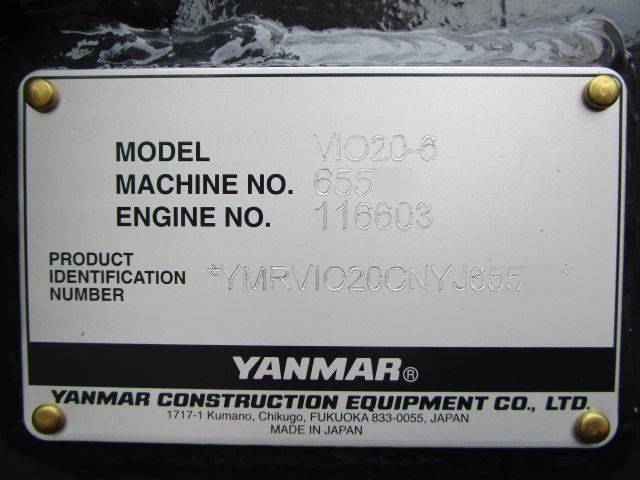 MODEL VIO20-6
MACHINE NO. 655
ENGINE NO. 116603
PRODUCT
IDENTIFICATION
NUMBER
*YMRVIO20CNYJ655 *
YANMAR®
YANMAR CONSTRUCTION EQUIPMENT CO., LTD.
1717-1 Kumano, Chikugo, FUKUOKA 833-0055, JAPAN
MADE IN JAPAN